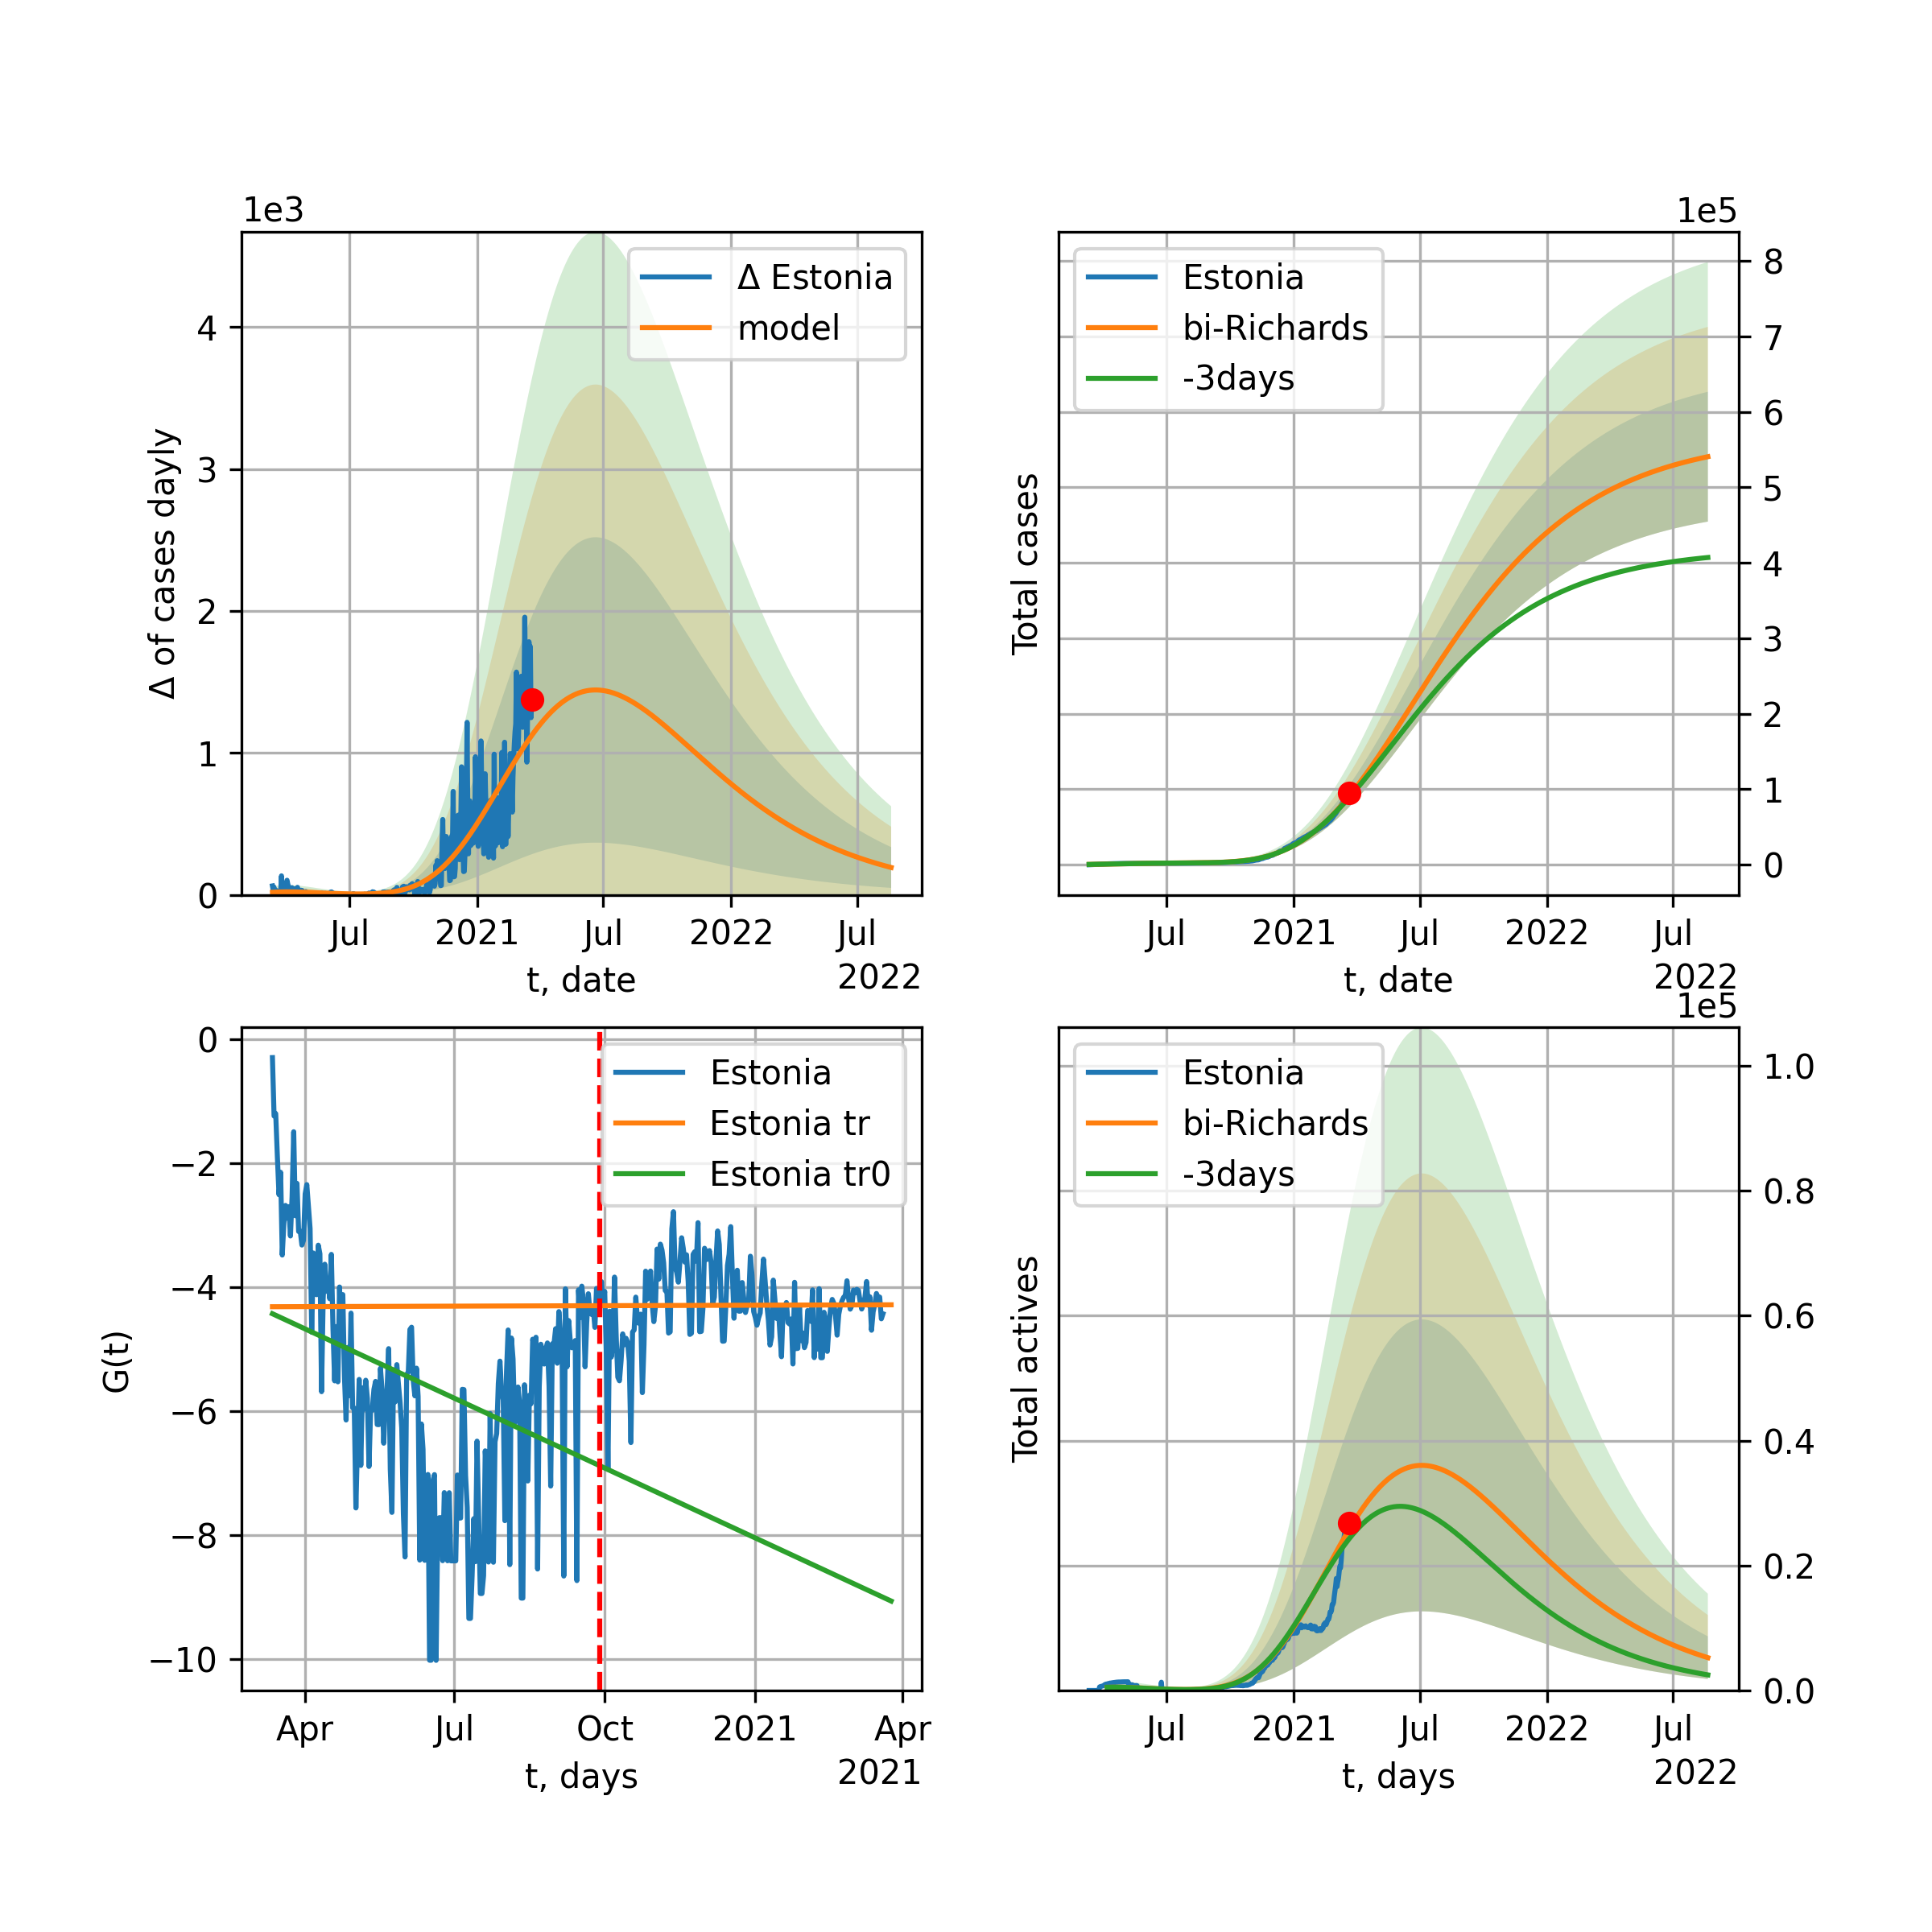 1e3
Δ of cases dayly
4
3
2
1
0
Δ Estonia
model
Jul
2021
Jul
2022
Jul
2022
t, date
1e5
Total cases
Estonia
bi-Richards
-3days
8
7
6
5
4
3
2
1
0
Jul
2021
Jul
2022
Jul
2022
t, date
G(t)
0
−2
−4
−6
−8
−10
Estonia
Estonia tr
Estonia tr0
Apr
Jul
Oct
2021
Apr
2021
t, days
1e5
Total actives
Estonia
bi-Richards
-3days
1.0
0.8
0.6
0.4
0.2
0.0
Jul
2021
Jul
2022
Jul
2022
t, days